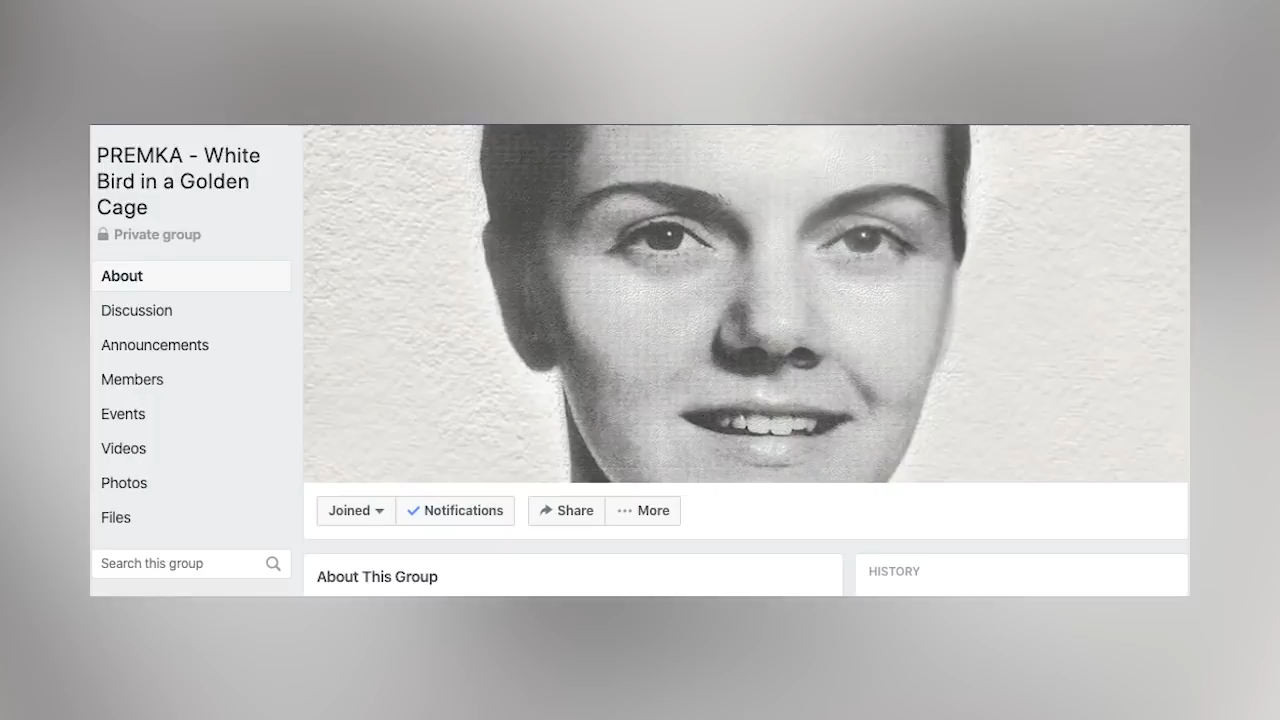 PREMKA - White
Bird in a Golden
Cage
Private group
About
Discussion
Announcements
Members
Events
Videos
Photos
Files
Search this group
Joined
Notifications
Share
More
About This Group
HISTORY